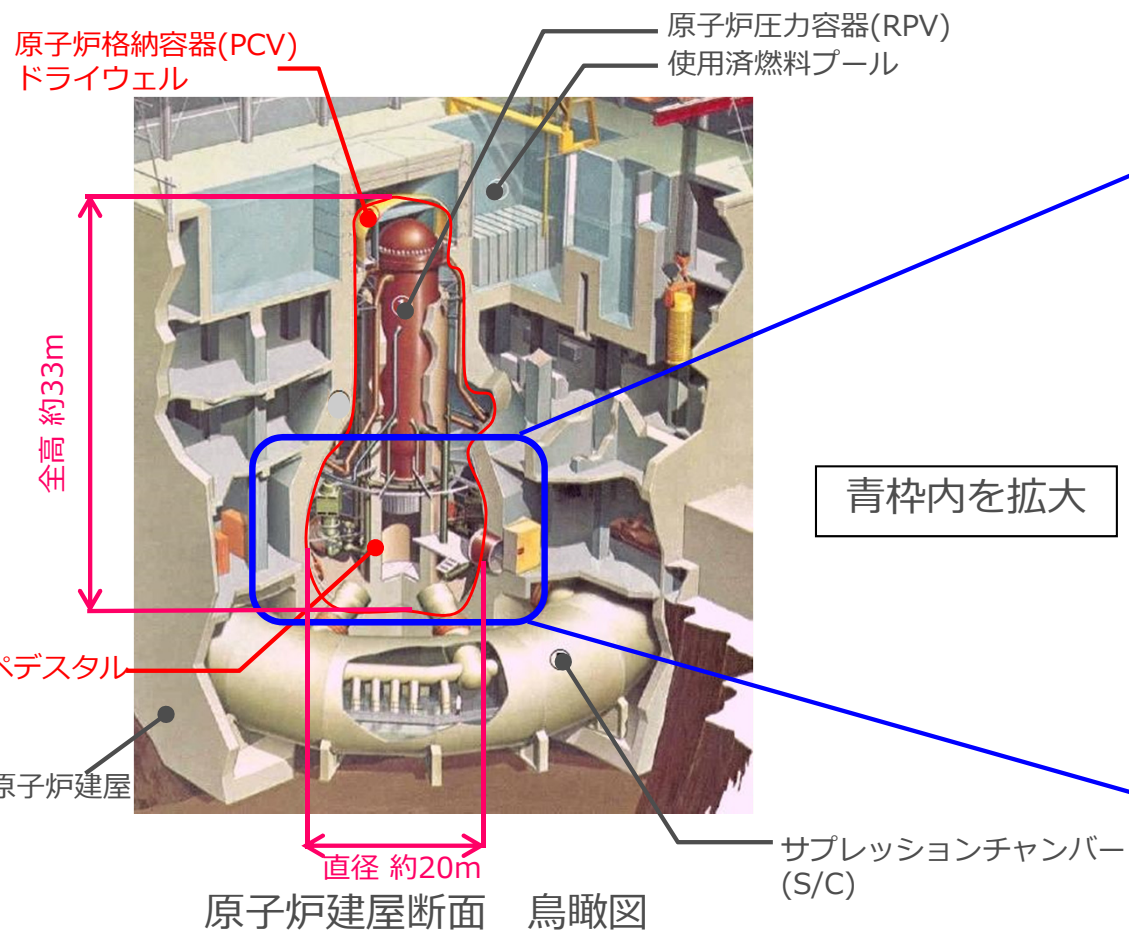 原子炉格納容器(PCV)
ドライウェル
原子炉圧力容器(RPV)
使用済燃料プール
全高 約33m
青枠内を拡大
ペデスタル
原子炉建屋
直径 約20m
サプレッションチャンバー
(S/C)
原子炉建屋断面　鳥瞰図